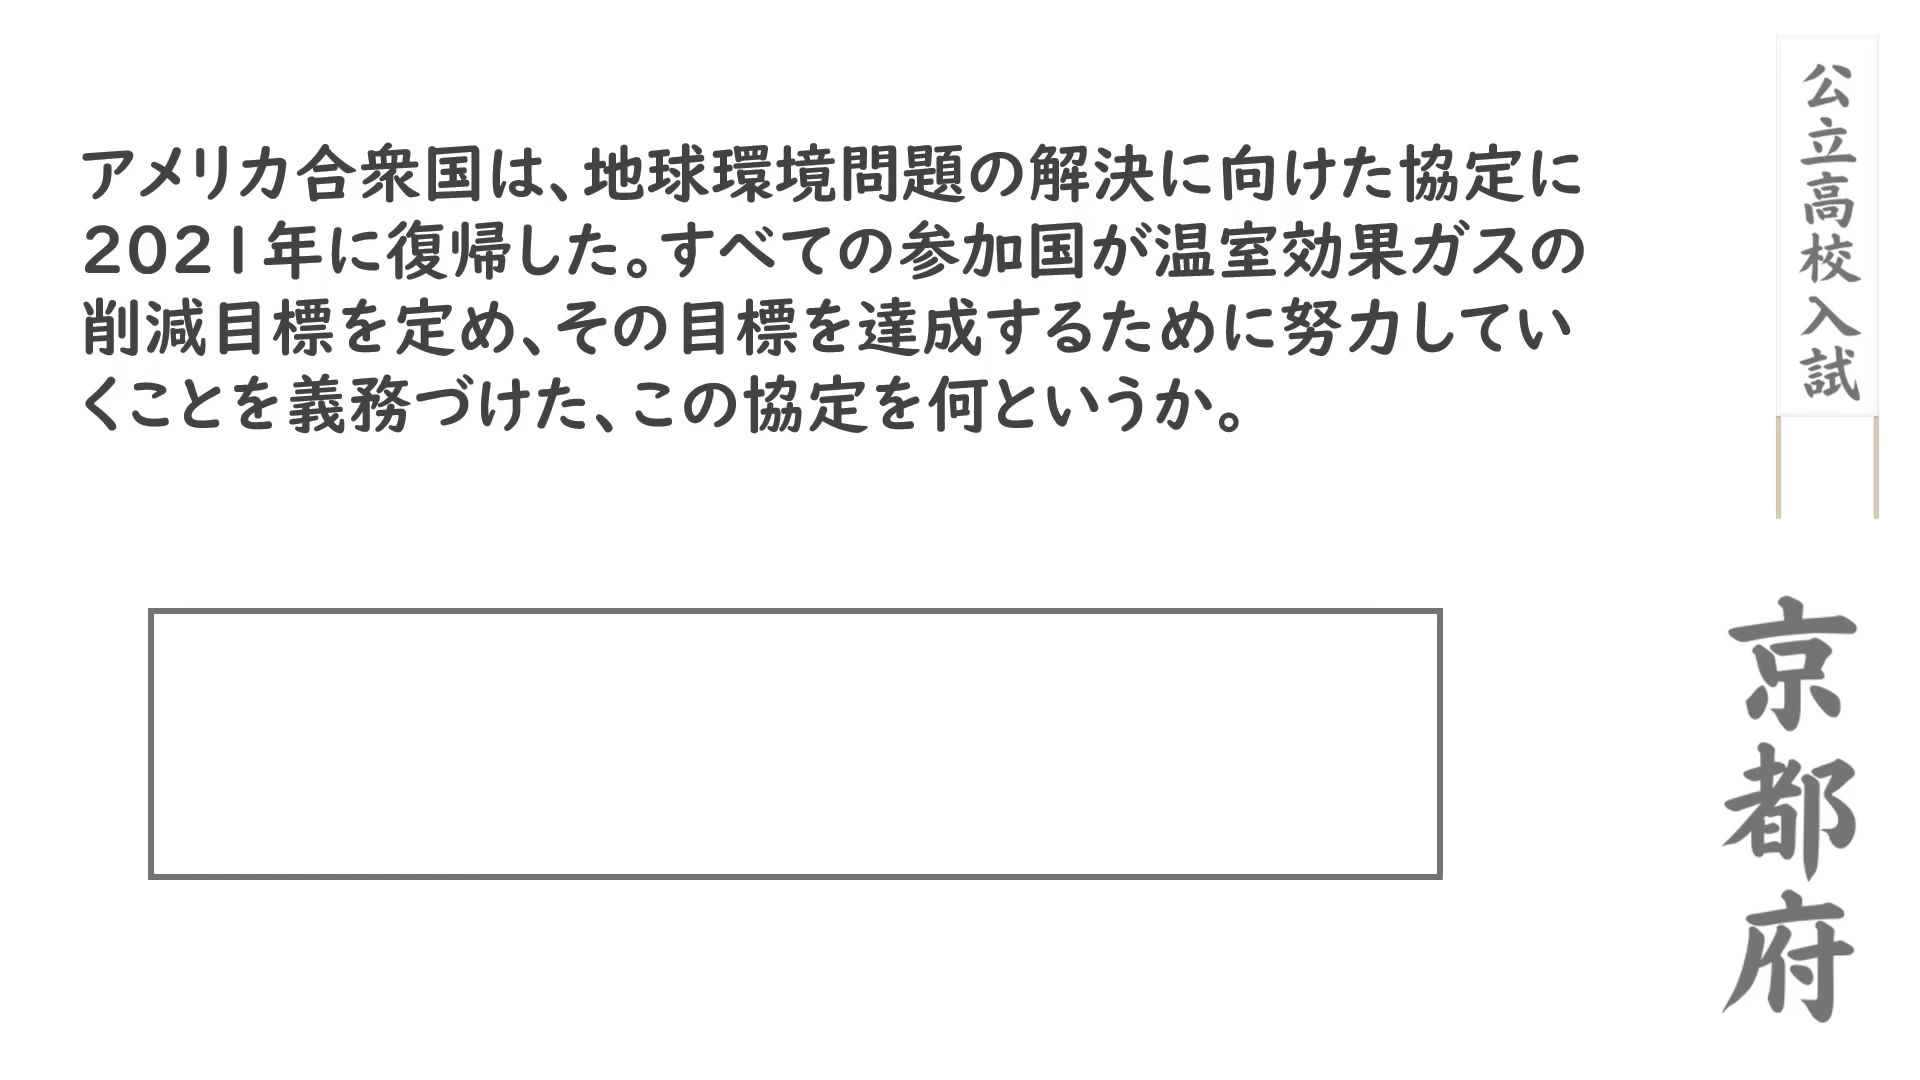 アメリカ合衆国は、地球環境問題の解決に向けた協定に
2021年に復帰した。すべての参加国が温室効果ガスの
削減目標を定め、その目標を達成するために努力してい
くことを義務づけた、この協定を何というか。
公立高校入試
京都府